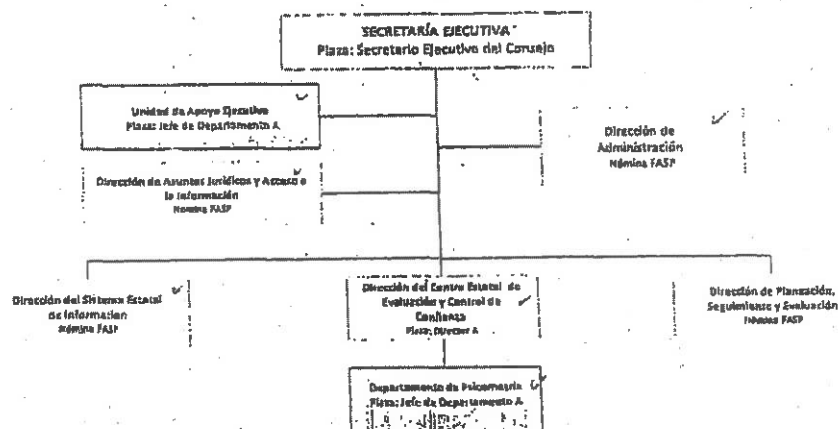 SECRETARÍA EJECUTIVA
Plaza: Secretario Ejecutivo del Consejo
Unidad de Apoyo Ejecutivo
Plaza: Jefe de Departamento A
Dirección de
Administración
Nómina FASP
Dirección de Asuntos Jurídicos y Acceso a
la Información
Nómina FASP
Dirección del Sistema Estatal
de Information
Nómina FASP
Dirección del Centro Estatal de
Evaluación y Control de
Confianza
Plaza: Director A
Dirección de Planeación,
Seguimiento y Evaluación
Nómina FASP
Departamento de Psicometría
Plaza: Jefe de Departamento A